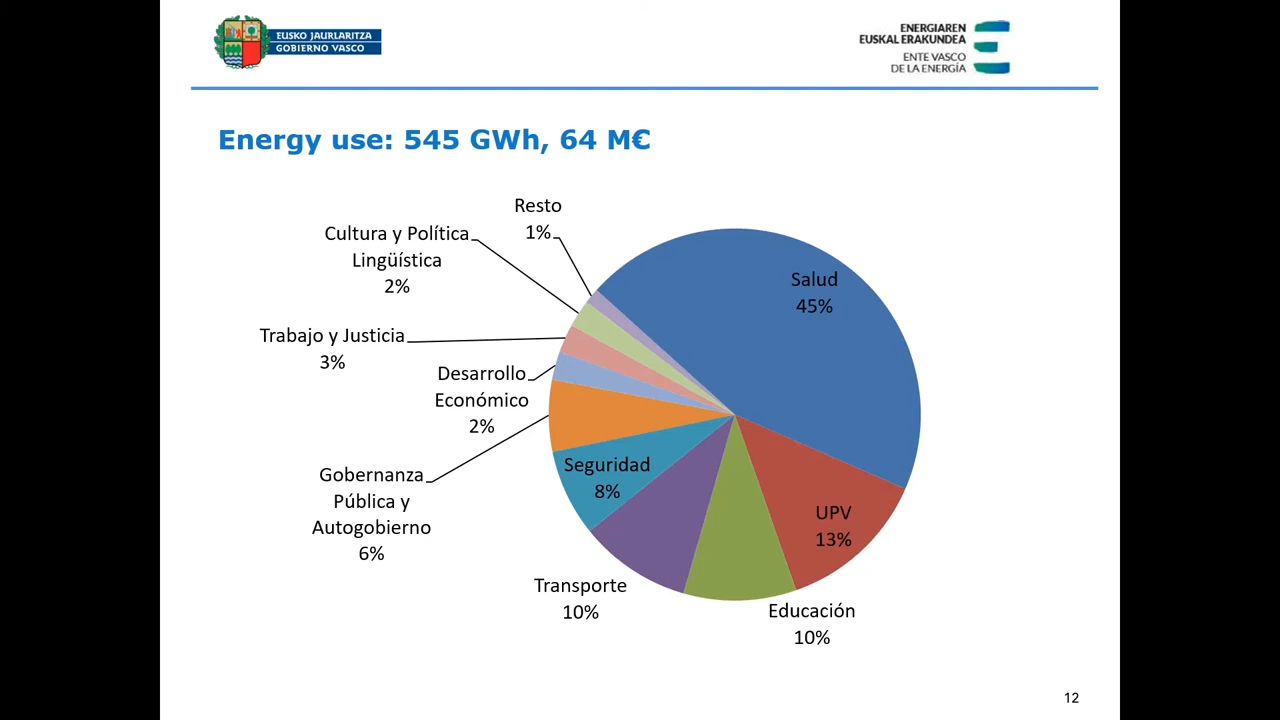 EUSKO JAURLARITZA
GOBIERNO VASCO
ENERGIAREN
EUSKAL ERAKUNDEA
ENTE VASCO
DE LA ENERGÍA
Energy use: 545 GWh, 64 M€
Resto
1%
Cultura y Política
Lingüística
2%
Trabajo y Justicia
3%
Desarrollo
Económico
2%
Gobernanza
Pública y
Autogobierno
6%
Seguridad
8%
Transporte
10%
Educación
10%
UPV
13%
Salud
45%
12